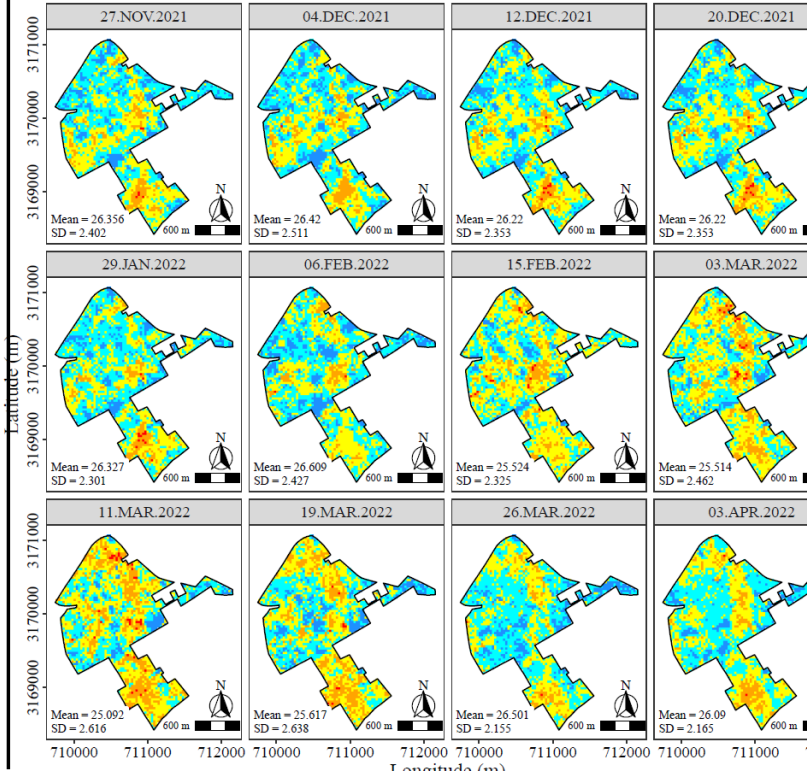 27.NOV.2021
04.DEC.2021
12.DEC.2021
20.DEC.2021
3171000
3170000
3169000
N
Mean = 26.356
SD = 2.402
600 m
N
Mean = 26.42
SD = 2.511
600 m
N
Mean = 26.22
SD = 2.353
600 m
N
Mean = 26.22
SD = 2.353
600 m
29.JAN.2022
06.FEB.2022
15.FEB.2022
03.MAR.2022
Latitude (m)
3171000
3170000
3169000
N
Mean = 26.327
SD = 2.301
600 m
N
Mean = 26.609
SD = 2.427
600 m
N
Mean = 25.524
SD = 2.325
600 m
N
Mean = 25.514
SD = 2.462
600 m
11.MAR.2022
19.MAR.2022
26.MAR.2022
03.APR.2022
3171000
3170000
3169000
N
Mean = 25.092
SD = 2.616
600 m
N
Mean = 25.617
SD = 2.638
600 m
N
Mean = 26.501
SD = 2.155
600 m
N
Mean = 26.09
SD = 2.165
600 m
710000 711000 712000 710000 711000 712000 710000 711000 712000 710000 711000
Longitude (m)